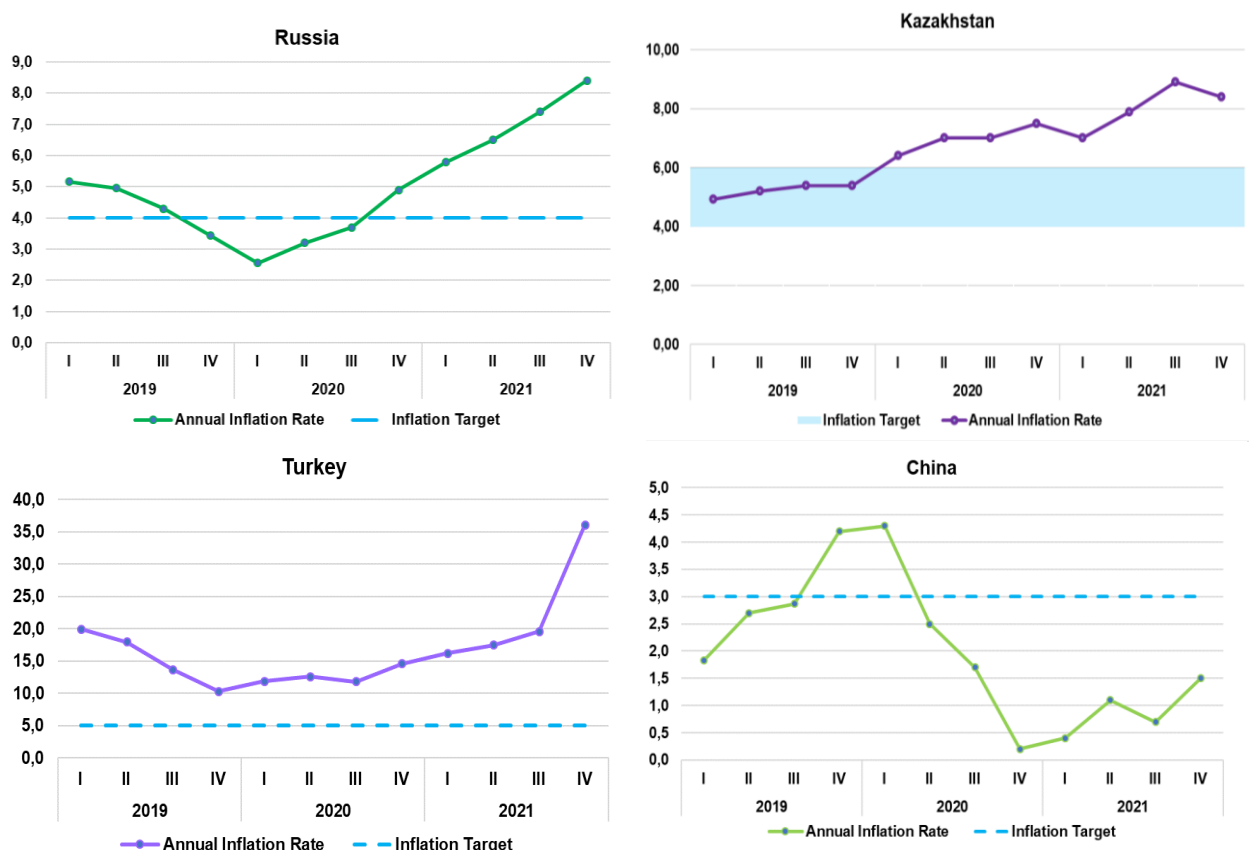 Russia
9,0
8,0
7,0
6,0
5,0
4,0
3,0
2,0
1,0
0,0
I II III IV I II III IV I II III IV
2019 2020 2021
Annual Inflation Rate Inflation Target
Kazakhstan
10,00
8,00
6,00
4,00
2,00
0,00
I II III IV I II III IV I II III IV
2019 2020 2021
Inflation Target Annual Inflation Rate
Turkey
40,0
35,0
30,0
25,0
20,0
15,0
10,0
5,0
0,0
I II III IV I II III IV I II III IV
2019 2020 2021
Annual Inflation Rate Inflation Target
China
5,0
4,5
4,0
3,5
3,0
2,5
2,0
1,5
1,0
0,5
0,0
I II III IV I II III IV I II III IV
2019 2020 2021
Annual Inflation Rate Inflation Target